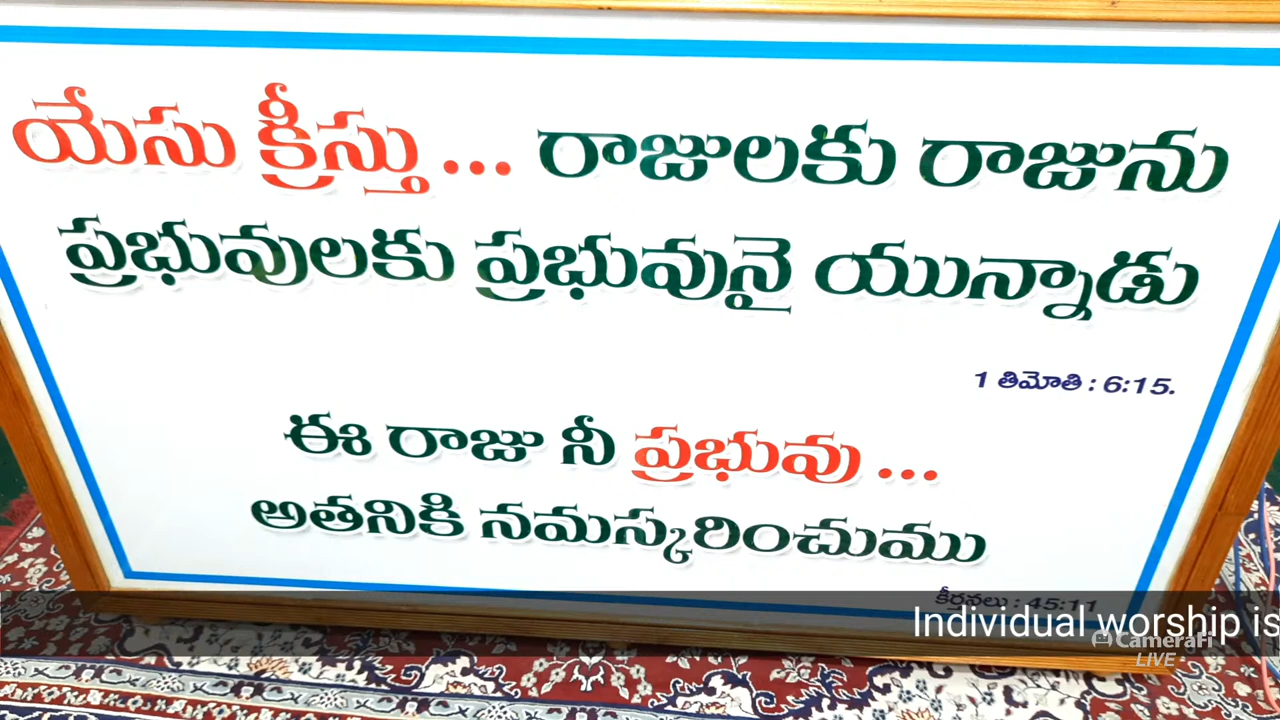 యేసు క్రీస్తు ... రాజులకు రాజును
ప్రభువులకు ప్రభువునై యున్నాడు
1 తిమోతి : 6:15.
ఈ రాజు నీ ప్రభువు ...
అతనికి నమస్కరించుము
కీర్తనలు : 45:11
Individual worship is
CameraFi
LIVE